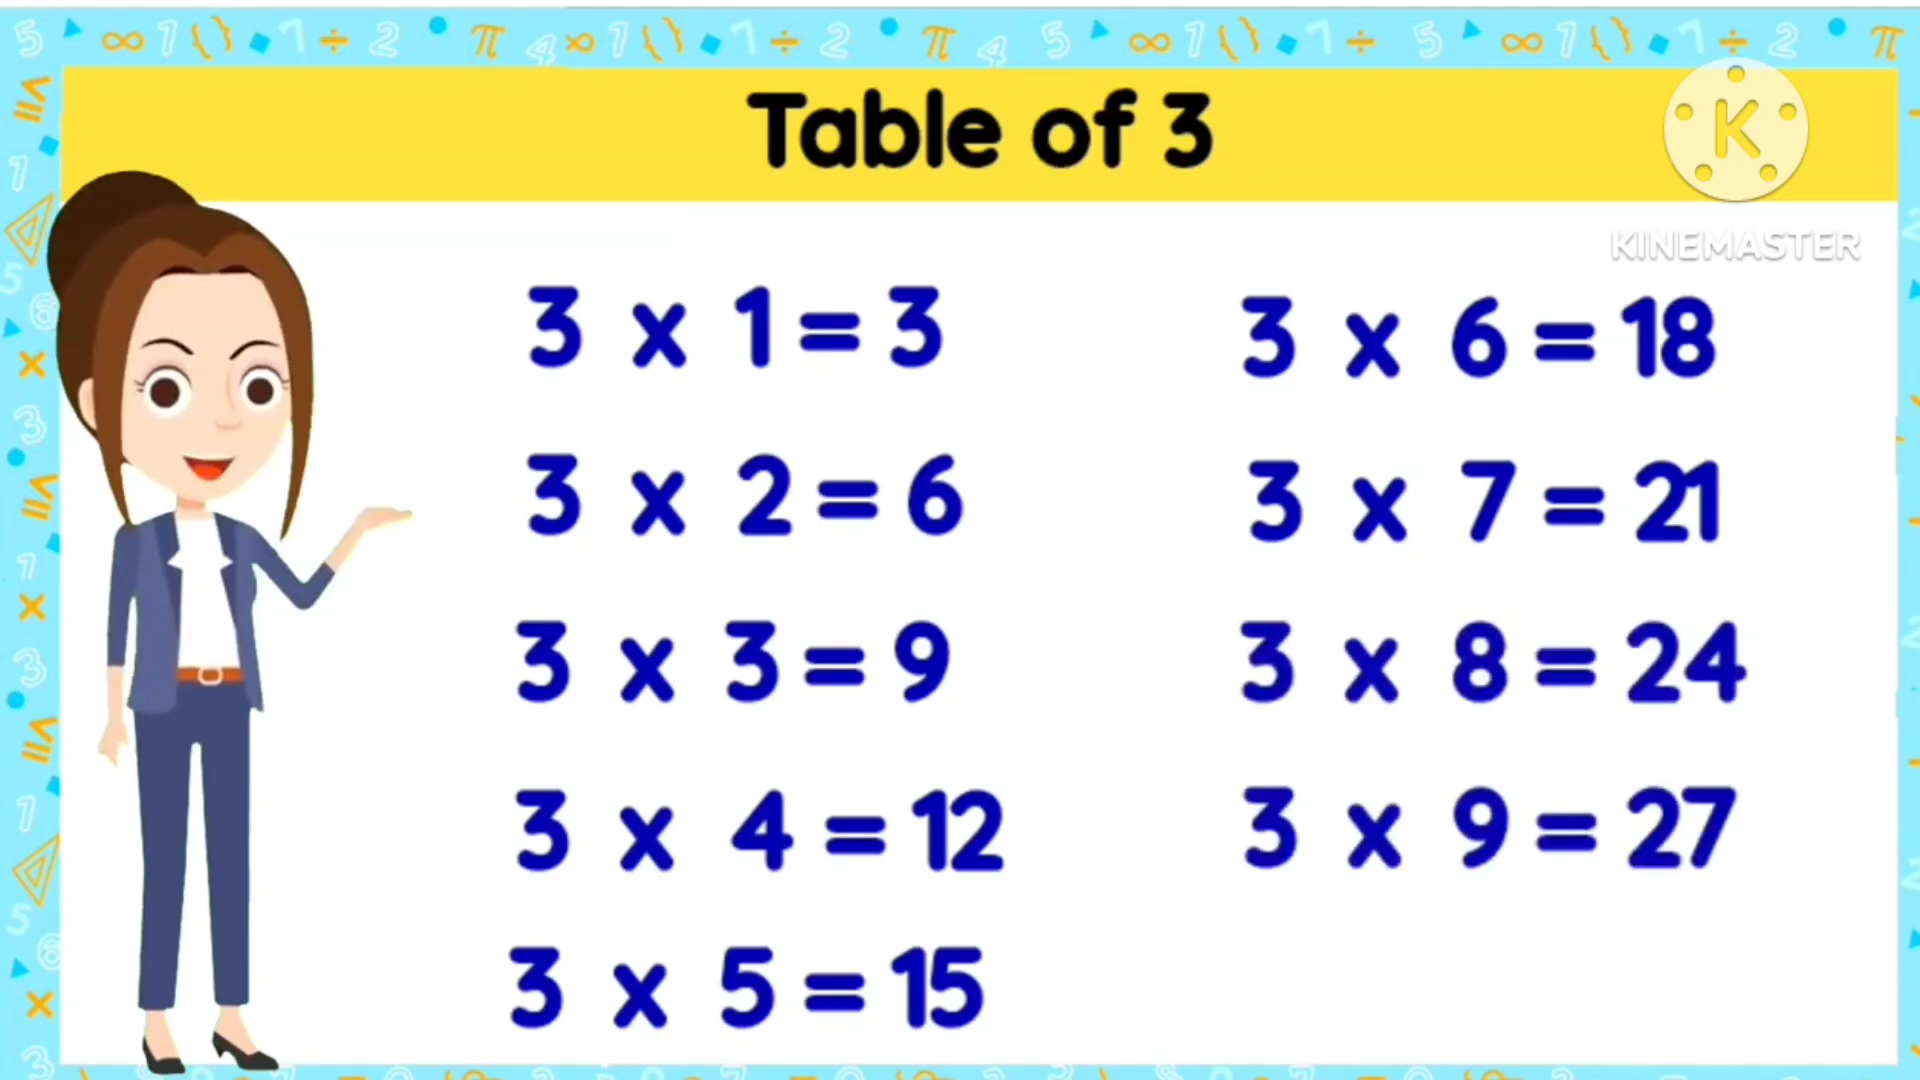 Table of 3
K
KINEMASTER
3 x 1 = 3
3 x 2 = 6
3 x 3 = 9
3 x 4 = 12
3 x 5 = 15
3 x 6 = 18
3 x 7 = 21
3 x 8 = 24
3 x 9 = 27